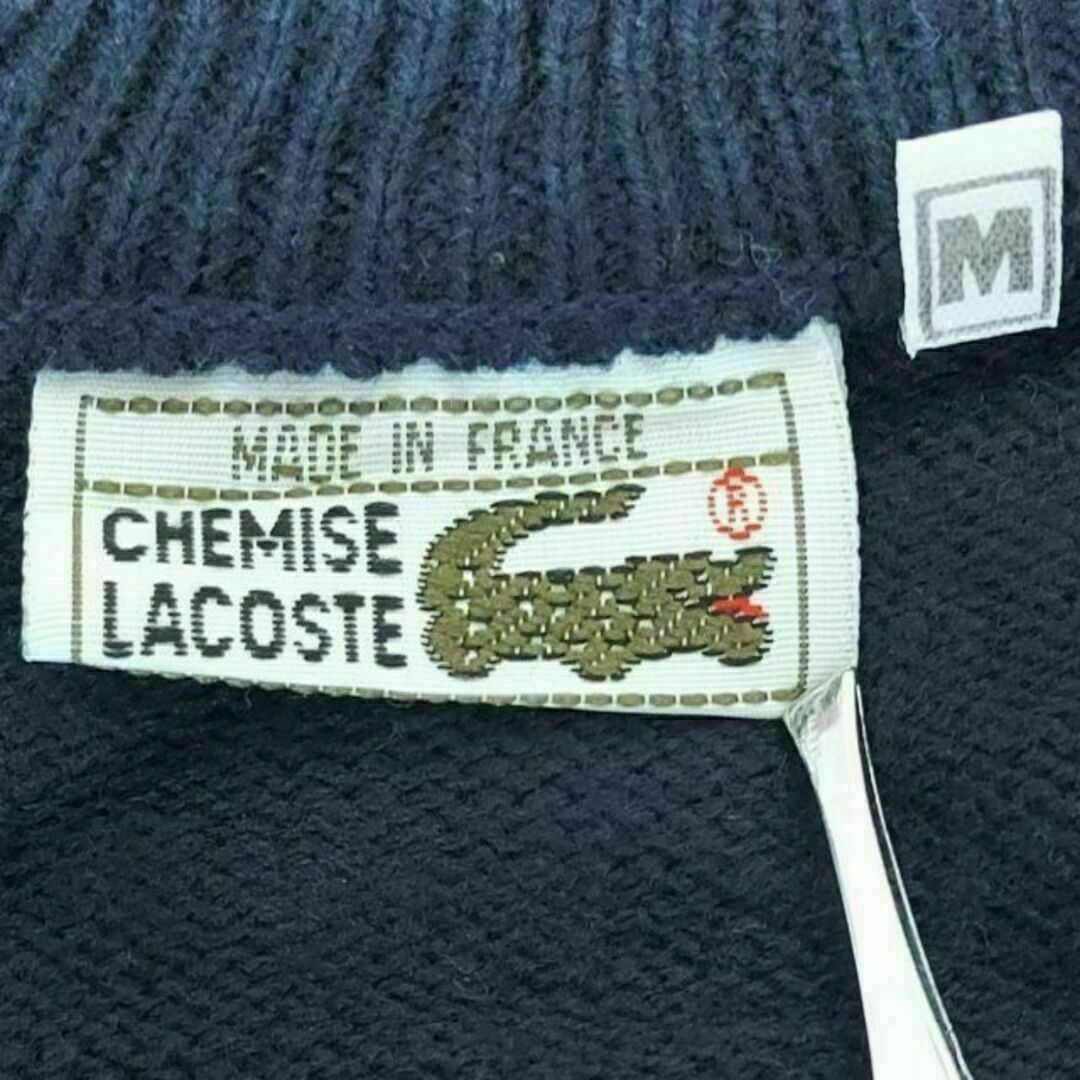 M
MADE IN FRANCE
CHEMISE
LACOSTE
®